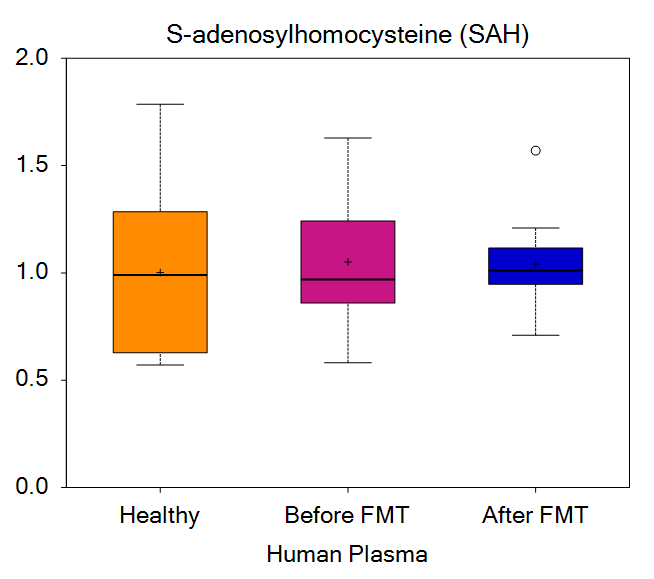 S-adenosylhomocysteine (SAH)
2.0
1.5
1.0
0.5
0.0
Healthy Before FMT After FMT
Human Plasma